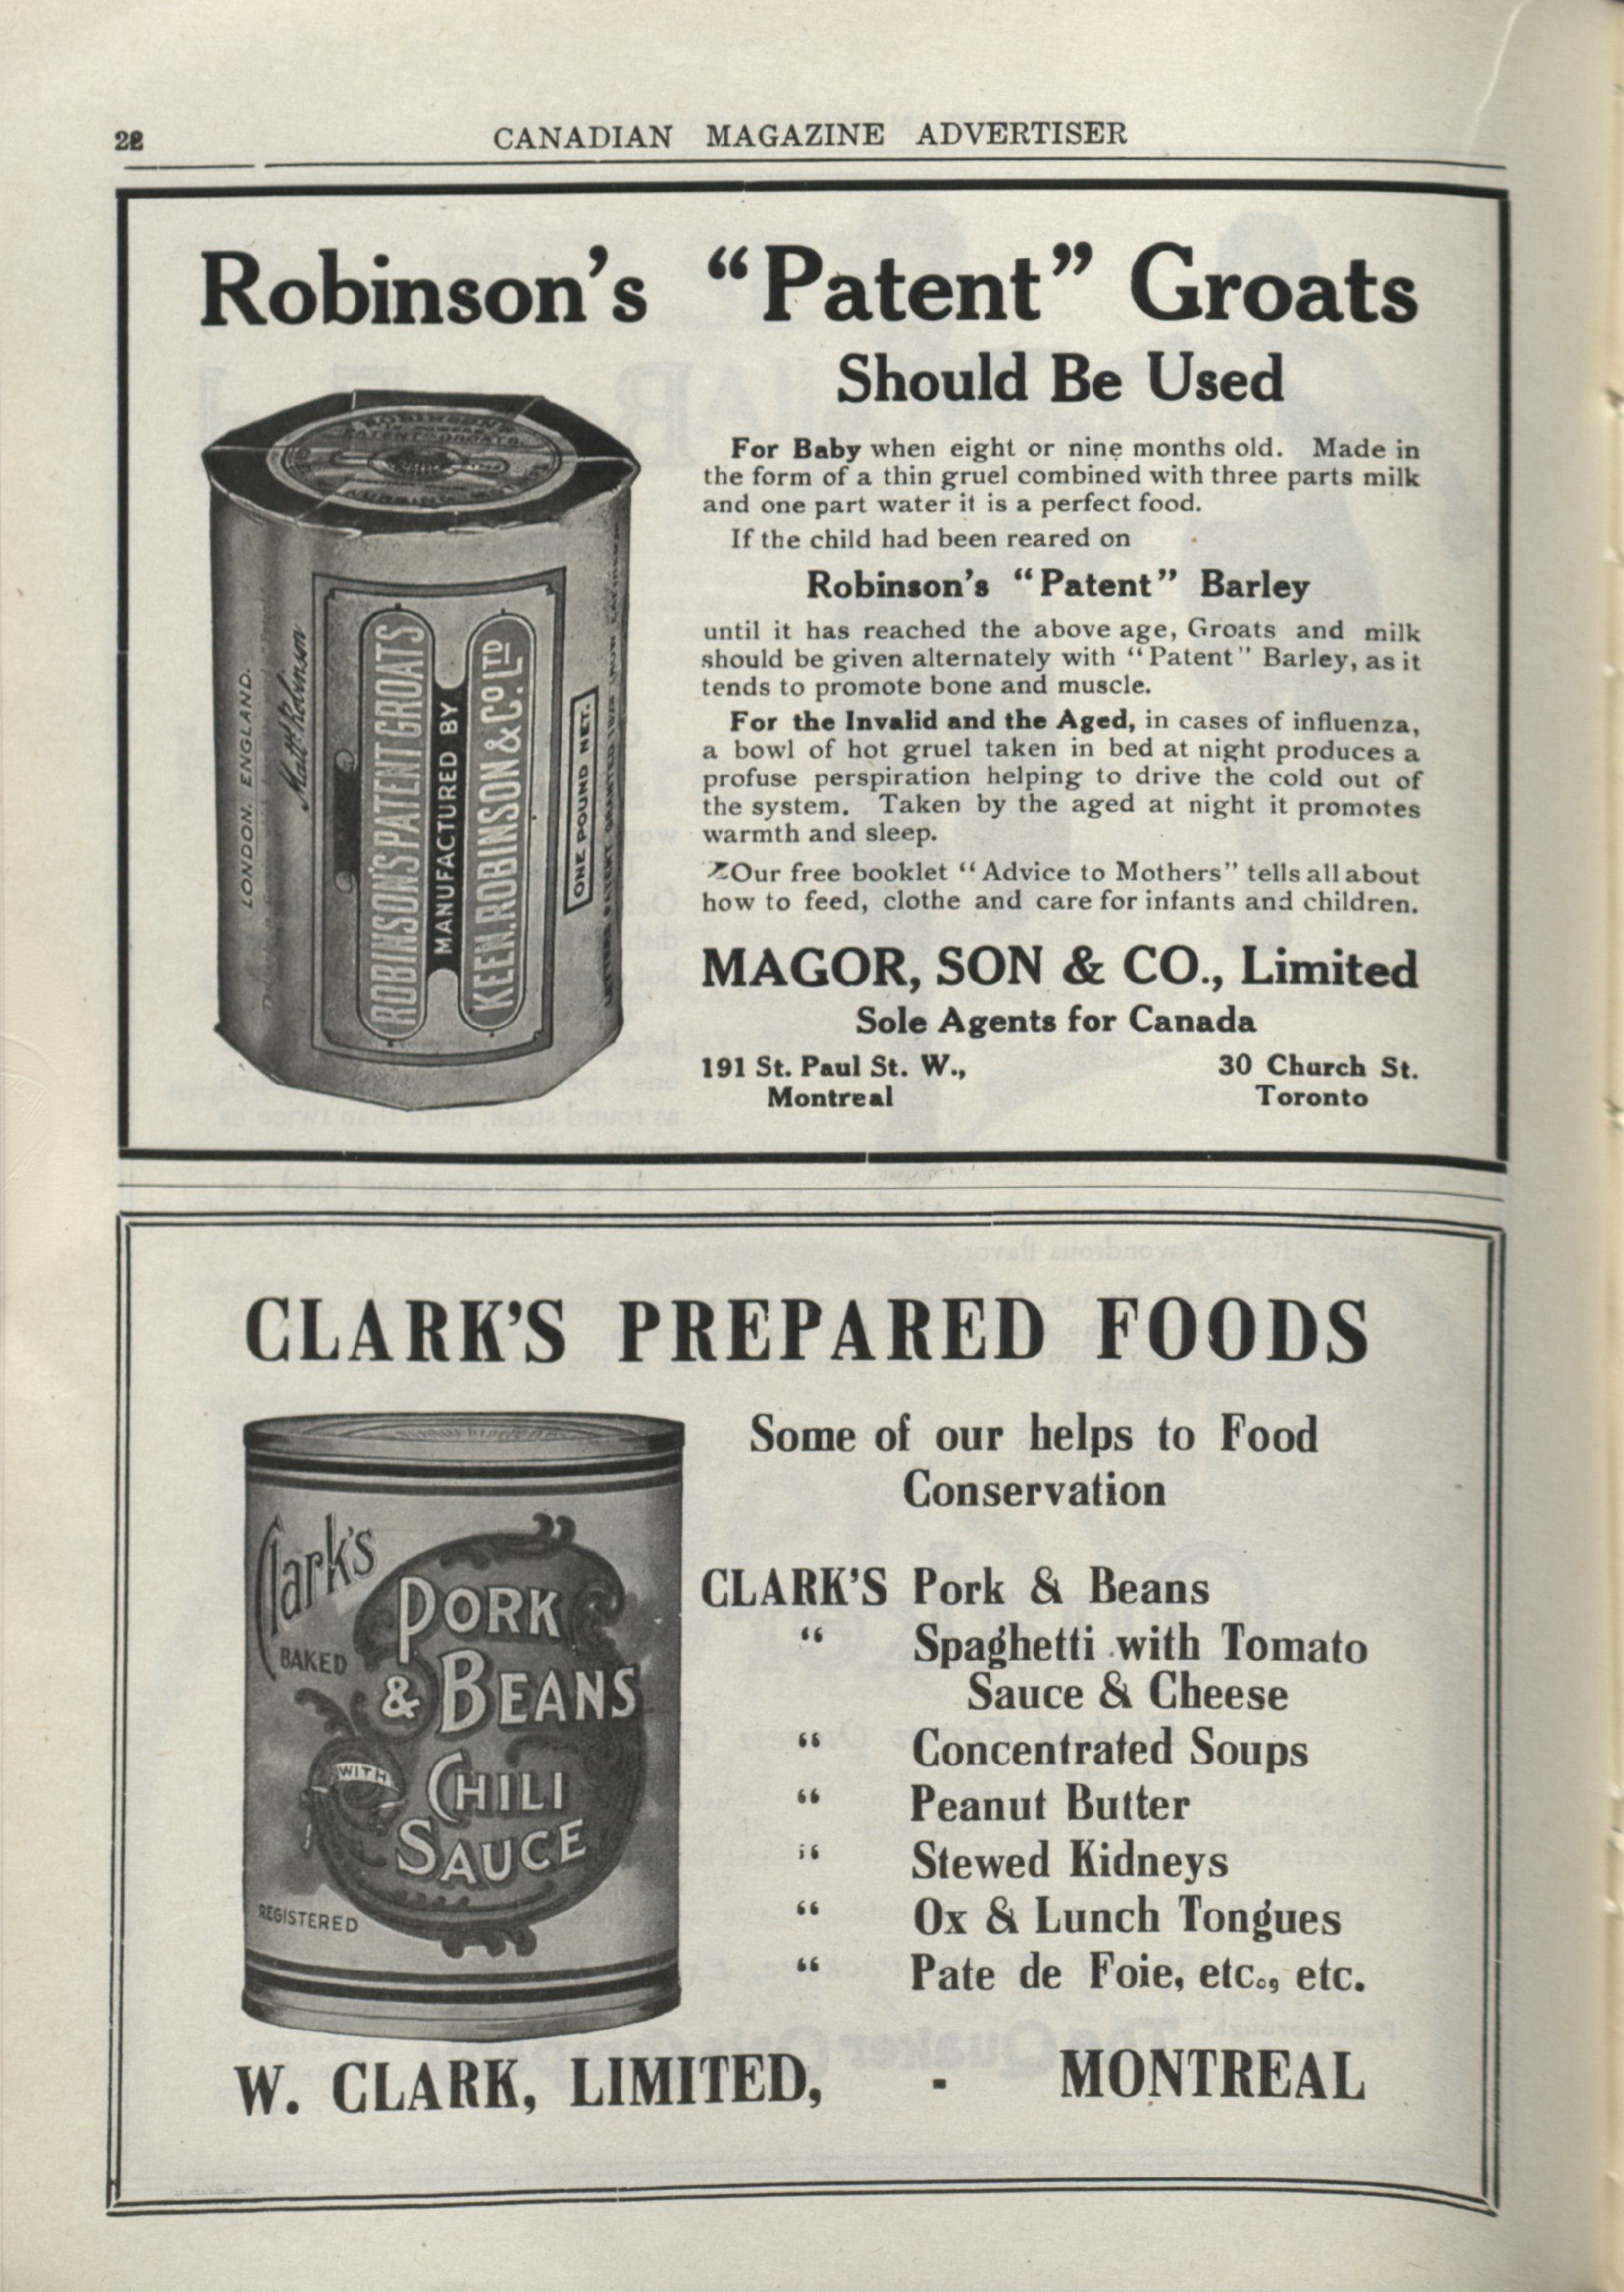 22
CANADIAN MAGAZINE ADVERTISER
Robinson's "Patent" Groats
Should Be Used
For Baby when eight or nine months old. Made in
the form of a thin gruel combined with three parts milk
and one part water it is a perfect food.
If the child had been reared on
Robinson's "Patent" Barley
until it has reached the above age, Groats and milk
should be given alternately with "Patent" Barley, as it
tends to promote bone and muscle.
For the Invalid and the Aged, in cases of influenza,
a bowl of hot gruel taken in bed at night produces a
profuse perspiration helping to drive the cold out of
the system. Taken by the aged at night it promotes
warmth and sleep.
Our free booklet "Advice to Mothers" tells all about
how to feed, clothe and care for infants and children.
MAGOR, SON & CO., Limited
Sole Agents for Canada
191 St. Paul St. W., 30 Church St.
Montreal Toronto
LONDON. ENGLAND.
Matt Robinson
ROBINSON'S PATENT GROATS
MANUFACTURED BY
KEEN, ROBINSON & CO. LTD
ONE POUND NET.
CLARK'S PREPARED FOODS
Some of our helps to Food
Conservation
CLARK'S Pork & Beans
" Spaghetti with Tomato
Sauce & Cheese
" Concentrated Soups
" Peanut Butter
" Stewed Kidneys
" Ox & Lunch Tongues
" Pate de Foie, etc., etc.
Clark's
BAKED
PORK
& BEANS
WITH
CHILI
SAUCE
REGISTERED
W. CLARK, LIMITED, - MONTREAL